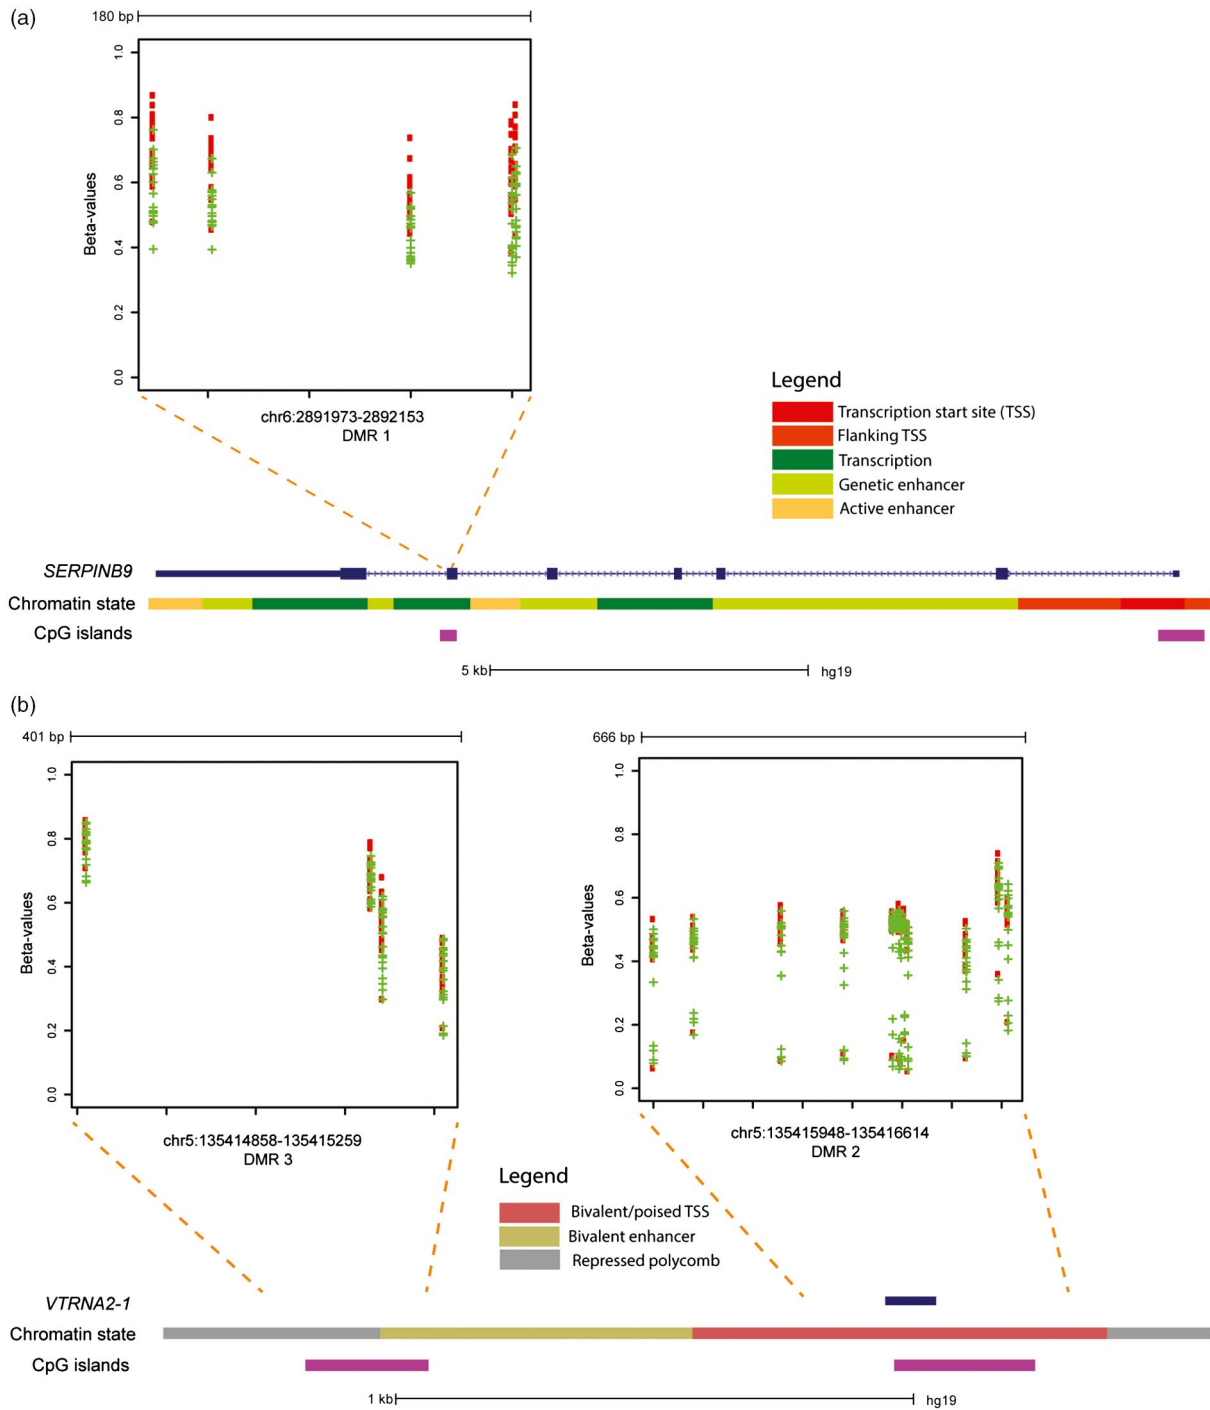 (a)
180 bp
1.0
0.8
0.6
0.4
0.2
0.0
Beta-values
chr6:2891973-2892153
DMR 1
Legend
Transcription start site (TSS)
Flanking TSS
Transcription
Genetic enhancer
Active enhancer
SERPINB9
Chromatin state
CpG islands
5 kb
hg19
(b)
401 bp
1.0
0.8
0.6
0.4
0.2
0.0
Beta-values
chr5:135414858-135415259
DMR 3
666 bp
1.0
0.8
0.6
0.4
0.2
0.0
Beta-values
chr5:135415948-135416614
DMR 2
Legend
Bivalent/poised TSS
Bivalent enhancer
Repressed polycomb
VTRNA2-1
Chromatin state
CpG islands
1 kb
hg19